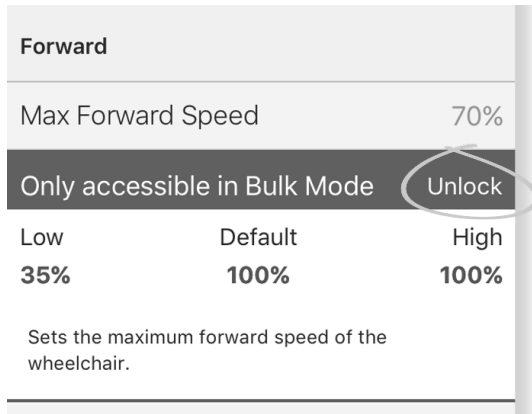 Forward
Max Forward Speed 70%
Only accessible in Bulk Mode Unlock
Low Default High
35% 100% 100%
Sets the maximum forward speed of the
wheelchair.